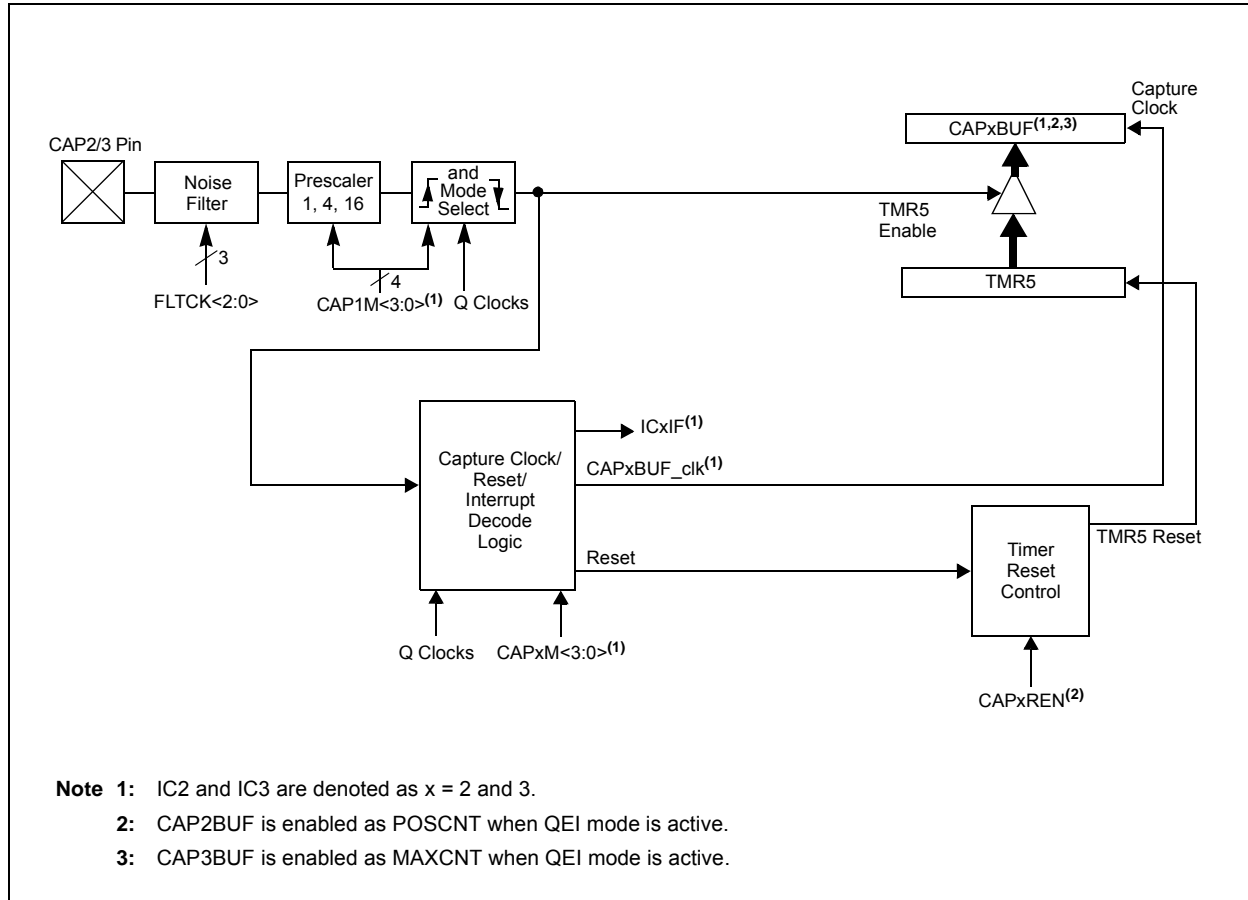 Capture
Clock
CAPxBUF(1,2,3)
CAP2/3 Pin
Noise
Filter
Prescaler
1, 4, 16
and
Mode
Select
TMR5
Enable
3
4
FLTCK<2:0>
CAP1M<3:0>(1)
Q Clocks
TMR5
Capture Clock/
Reset/
Interrupt
Decode
Logic
ICxIF(1)
CAPxBUF_clk(1)
Reset
Timer
Reset
Control
TMR5 Reset
Q Clocks
CAPxM<3:0>(1)
CAPxREN(2)
Note 1: IC2 and IC3 are denoted as x = 2 and 3.
2: CAP2BUF is enabled as POSCNT when QEI mode is active.
3: CAP3BUF is enabled as MAXCNT when QEI mode is active.